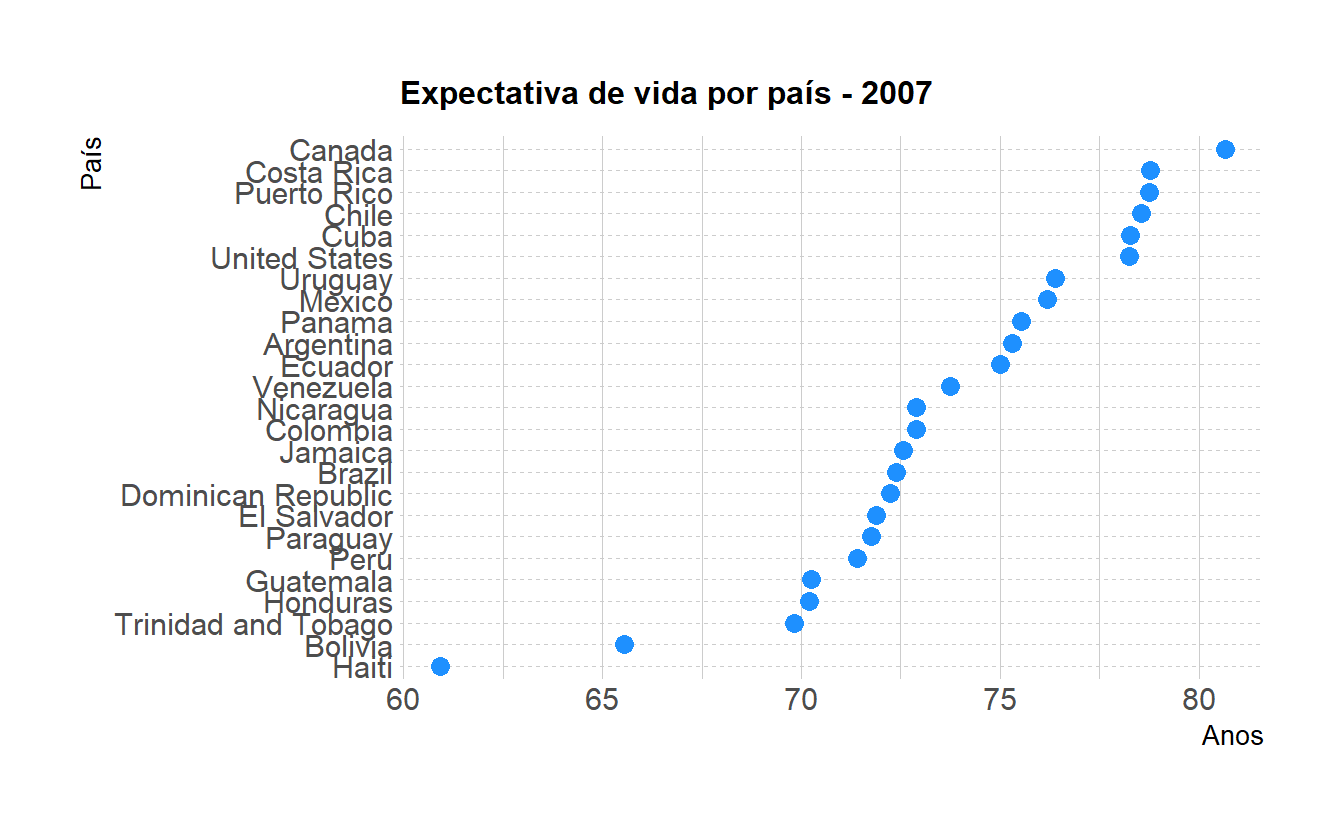 Expectativa de vida por país - 2007
País
Canada
Costa Rica
Puerto Rico
Chile
Cuba
United States
Uruguay
Mexico
Panama
Argentina
Ecuador
Venezuela
Nicaragua
Colombia
Jamaica
Brazil
Dominican Republic
El Salvador
Paraguay
Peru
Guatemala
Honduras
Trinidad and Tobago
Bolivia
Haiti
60 65 70 75 80
Anos